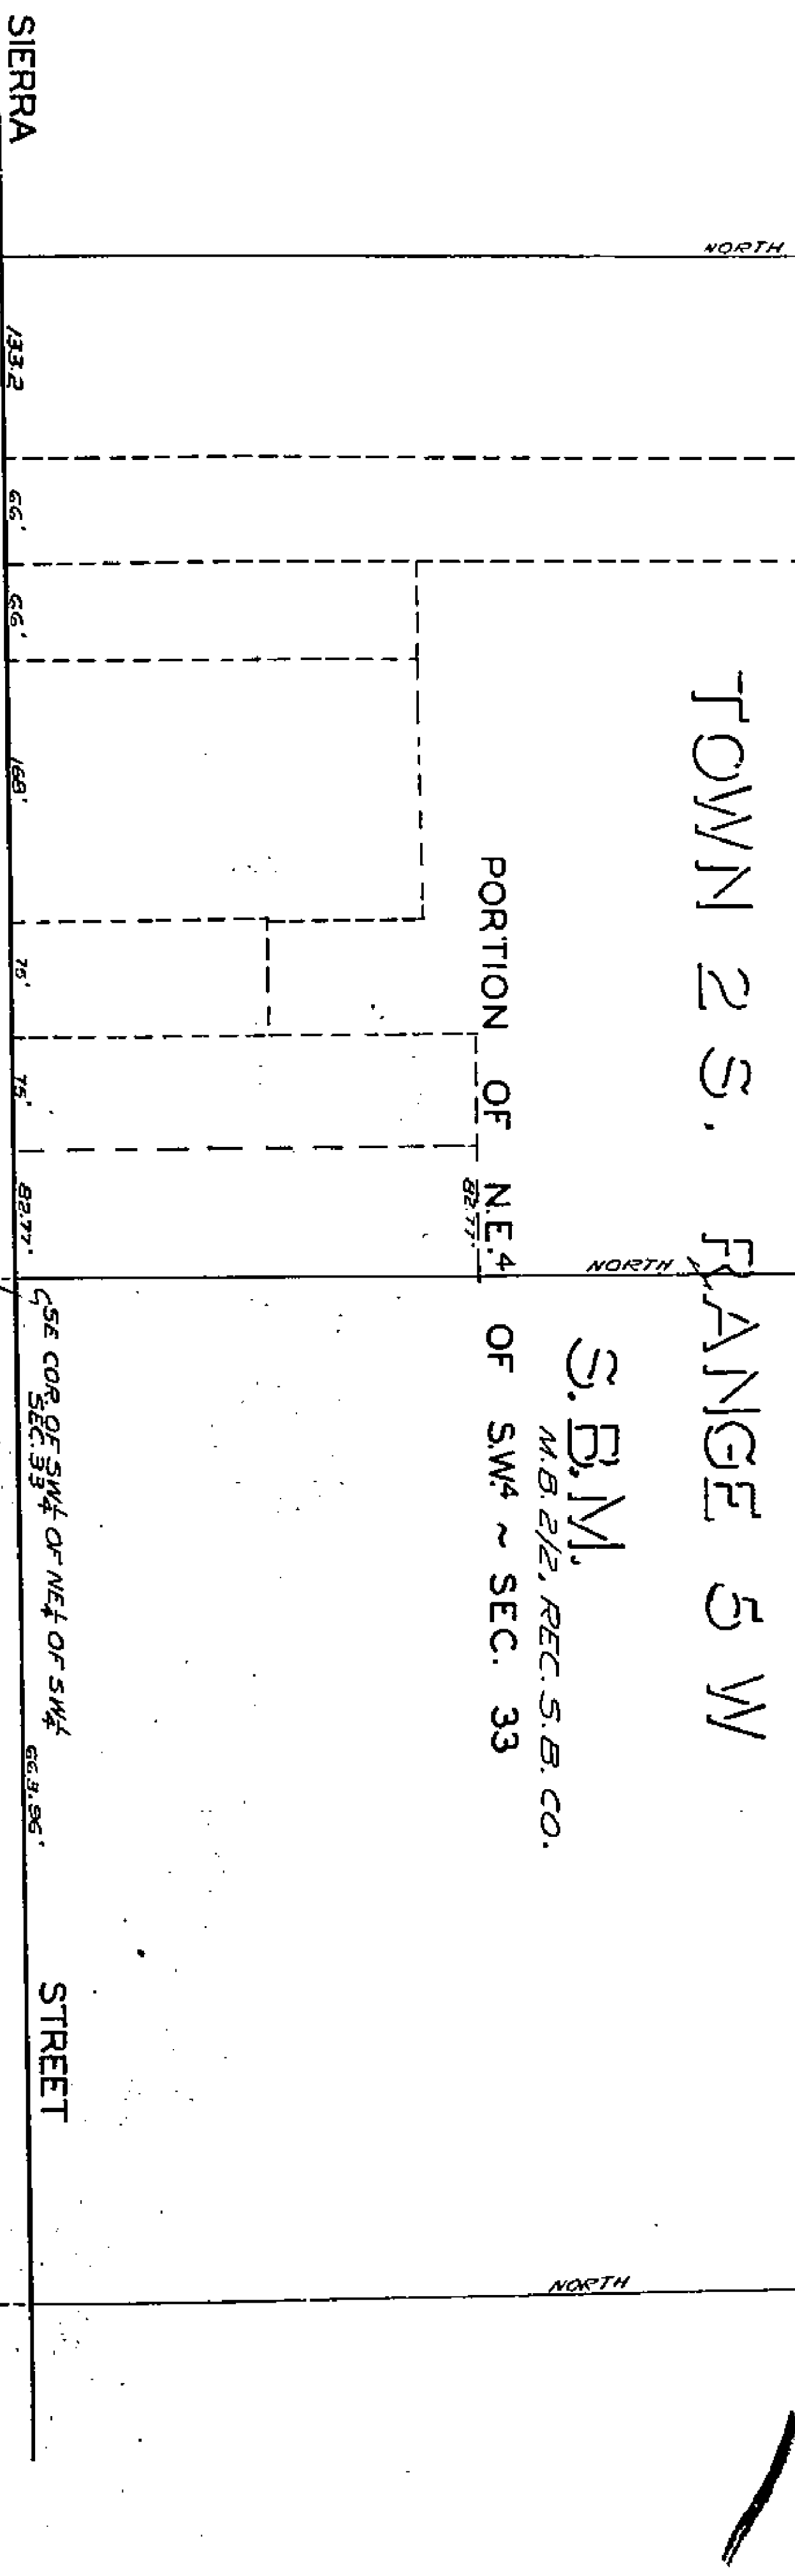 TOWN 2 S. RANGE 5 W
S.B.M.
M.B. 2/2, REC. S.B. CO.
PORTION OF N.E.4 OF S.W.4 ~ SEC. 33
NORTH
NORTH
NORTH
82.77'
133.2
66'
66'
168'
75'
75'
82.77'
663.96'
SE COR. OF SW¼ OF NE¼ OF SW¼
SEC. 33
SIERRA STREET